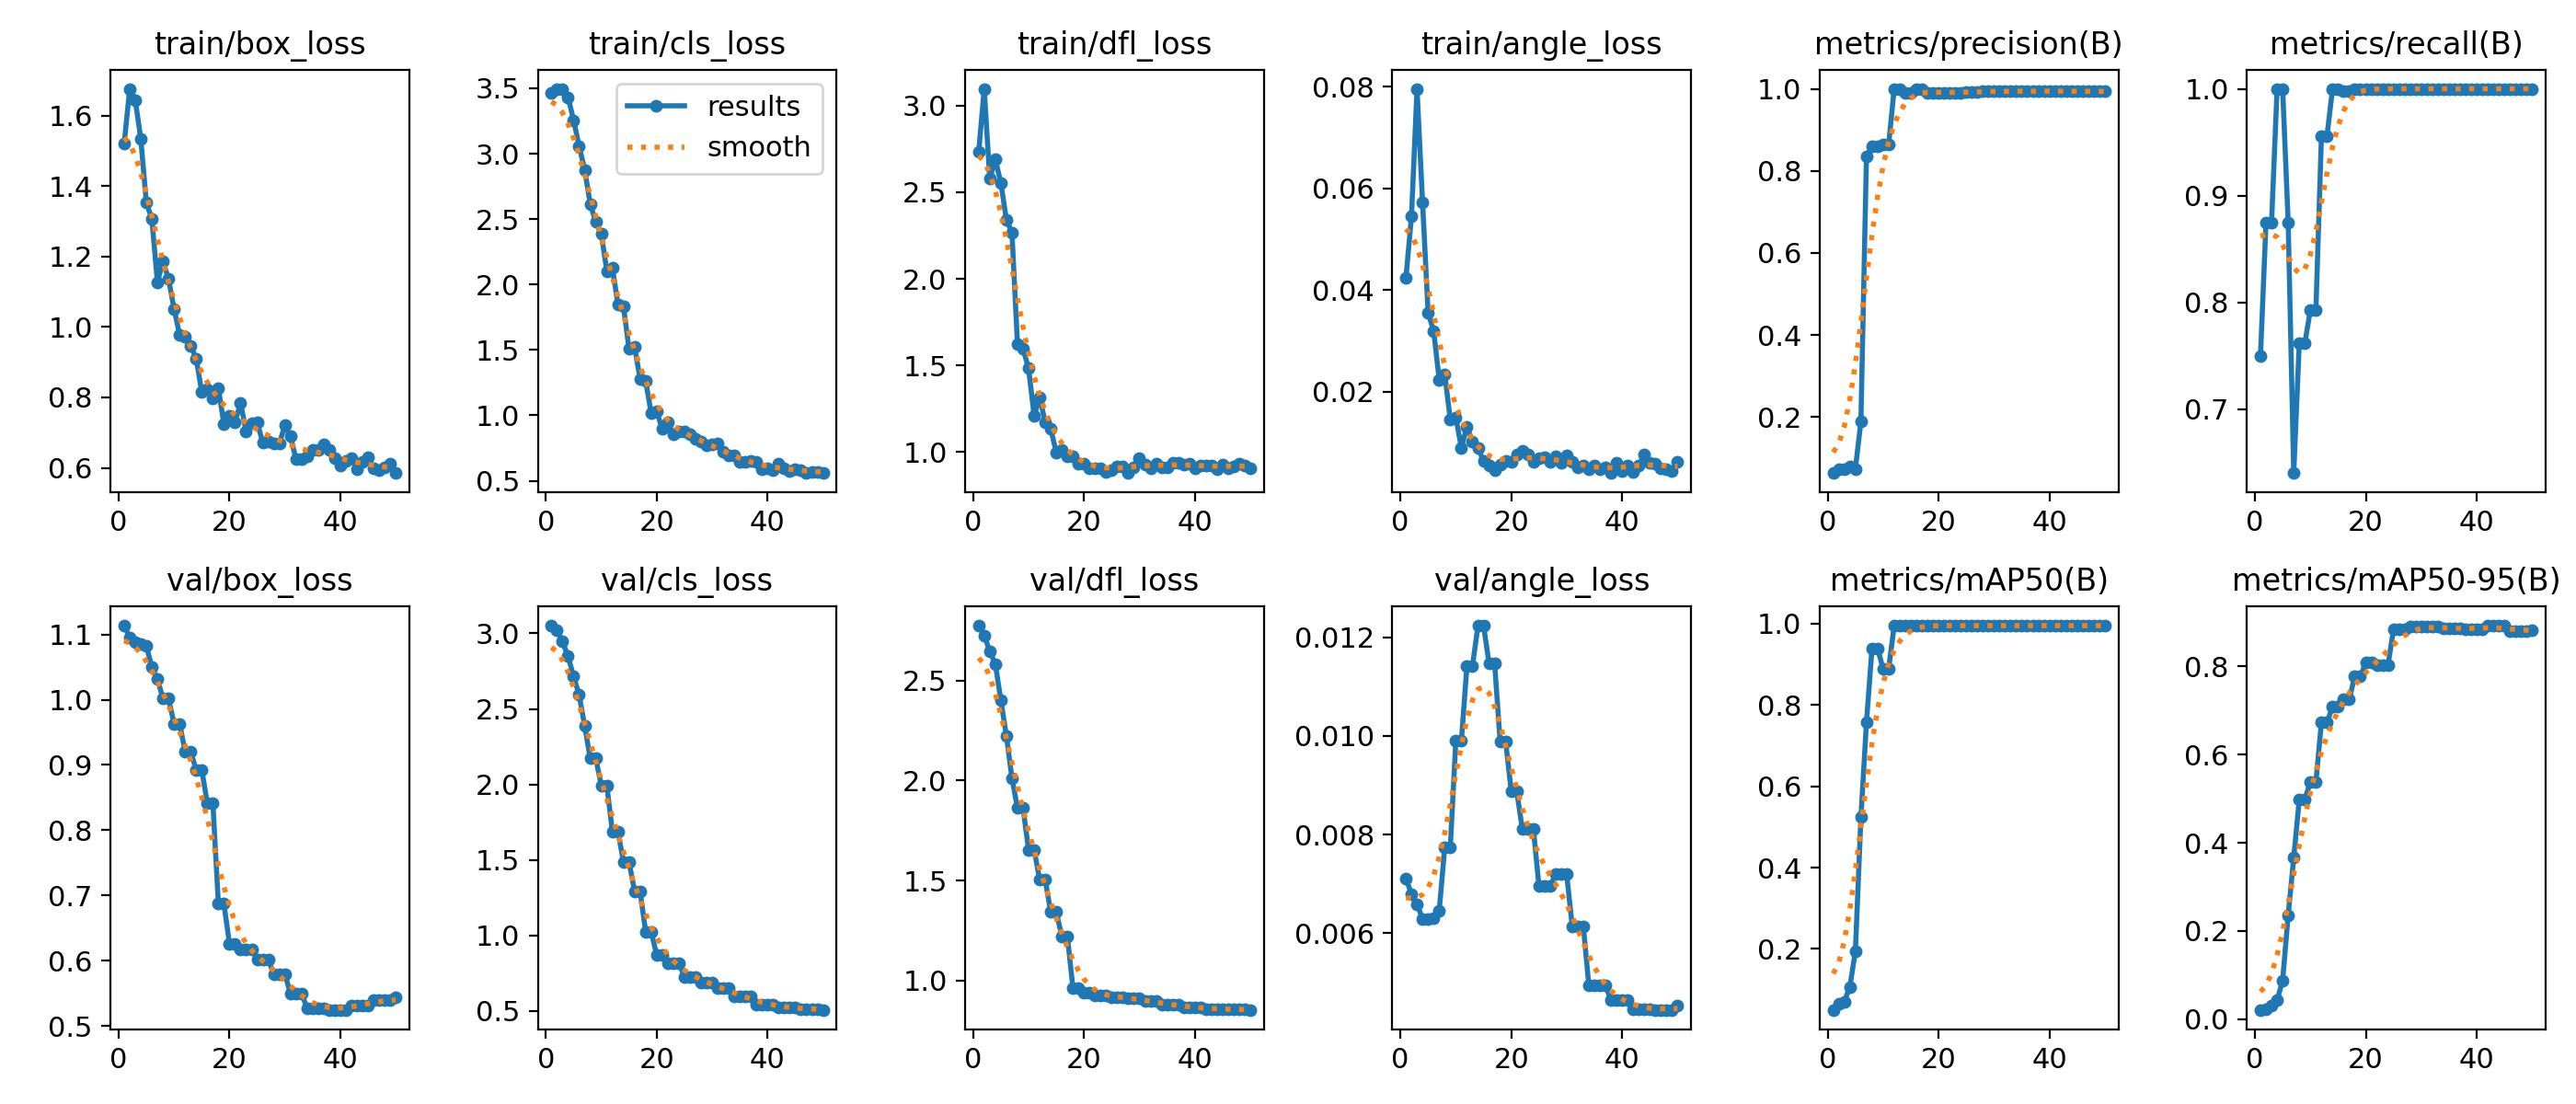 train/box_loss
1.6
1.4
1.2
1.0
0.8
0.6
0 20 40
train/cls_loss
results
smooth
3.5
3.0
2.5
2.0
1.5
1.0
0.5
0 20 40
train/dfl_loss
3.0
2.5
2.0
1.5
1.0
0 20 40
train/angle_loss
0.08
0.06
0.04
0.02
0 20 40
metrics/precision(B)
1.0
0.8
0.6
0.4
0.2
0 20 40
metrics/recall(B)
1.0
0.9
0.8
0.7
0 20 40
val/box_loss
1.1
1.0
0.9
0.8
0.7
0.6
0.5
0 20 40
val/cls_loss
3.0
2.5
2.0
1.5
1.0
0.5
0 20 40
val/dfl_loss
2.5
2.0
1.5
1.0
0 20 40
val/angle_loss
0.012
0.010
0.008
0.006
0 20 40
metrics/mAP50(B)
1.0
0.8
0.6
0.4
0.2
0 20 40
metrics/mAP50-95(B)
0.8
0.6
0.4
0.2
0.0
0 20 40